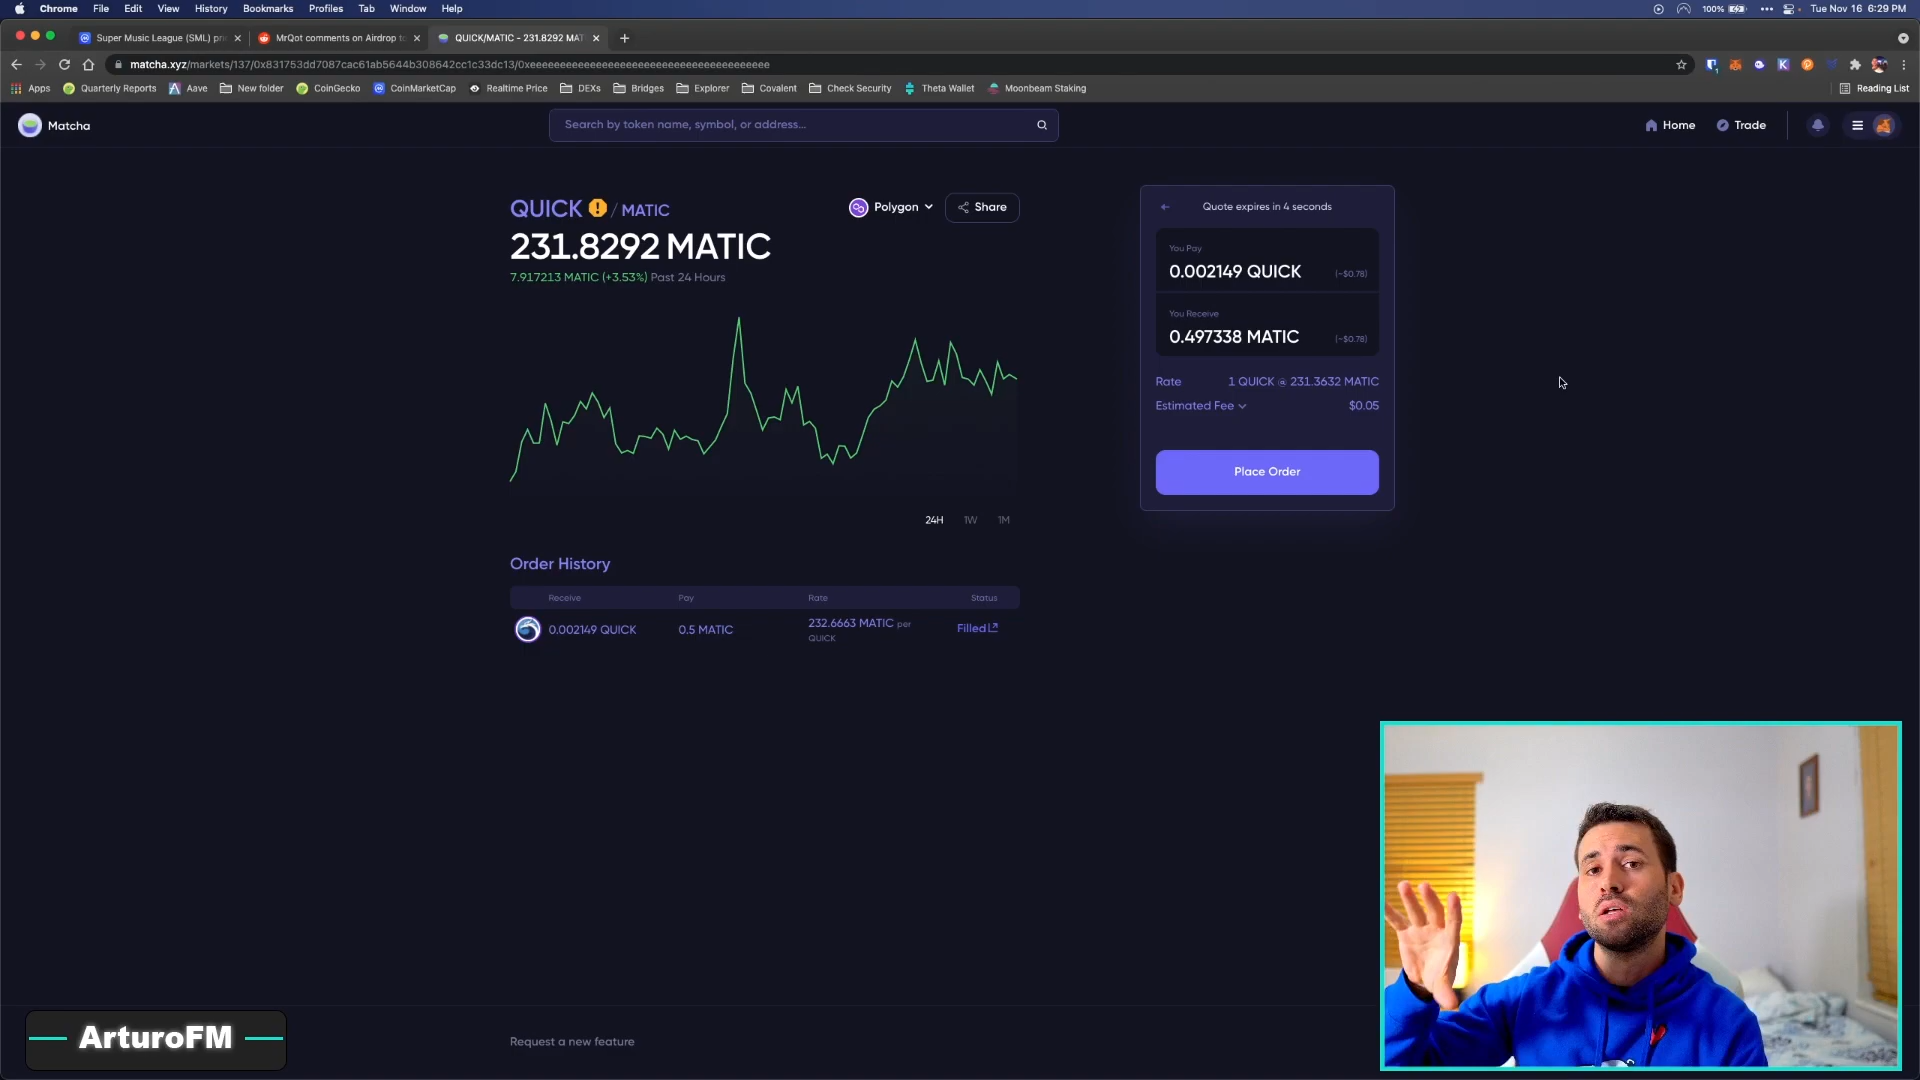 Chrome File Edit View History Bookmarks Profiles Tab Window Help
100% Tue Nov 16 6:29 PM
Super Music League (SML) pri
MrQot comments on Airdrop to
QUICK/MATIC - 231.8292 MAT
matcha.xyz/markets/137/0x831753dd7087cac61ab5644b308642cc1c33dc13/0xeeeeeeeeeeeeeeeeeeeeeeeeeeeeeeeeeeeeeeee
Apps Quarterly Reports Aave New folder CoinGecko CoinMarketCap Realtime Price DEXs Bridges Explorer Covalent Check Security Theta Wallet Moonbeam Staking Reading List
Matcha
Search by token name, symbol, or address...
Home Trade
QUICK / MATIC
Polygon
Share
231.8292 MATIC
7.917213 MATIC (+3.53%) Past 24 Hours
24H 1W 1M
Quote expires in 4 seconds
You Pay
0.002149 QUICK (~$0.78)
You Receive
0.497338 MATIC (~$0.78)
Rate 1 QUICK @ 231.3632 MATIC
Estimated Fee $0.05
Place Order
Order History
Receive Pay Rate Status
0.002149 QUICK 0.5 MATIC 232.6663 MATIC per QUICK Filled
Request a new feature
ArturoFM